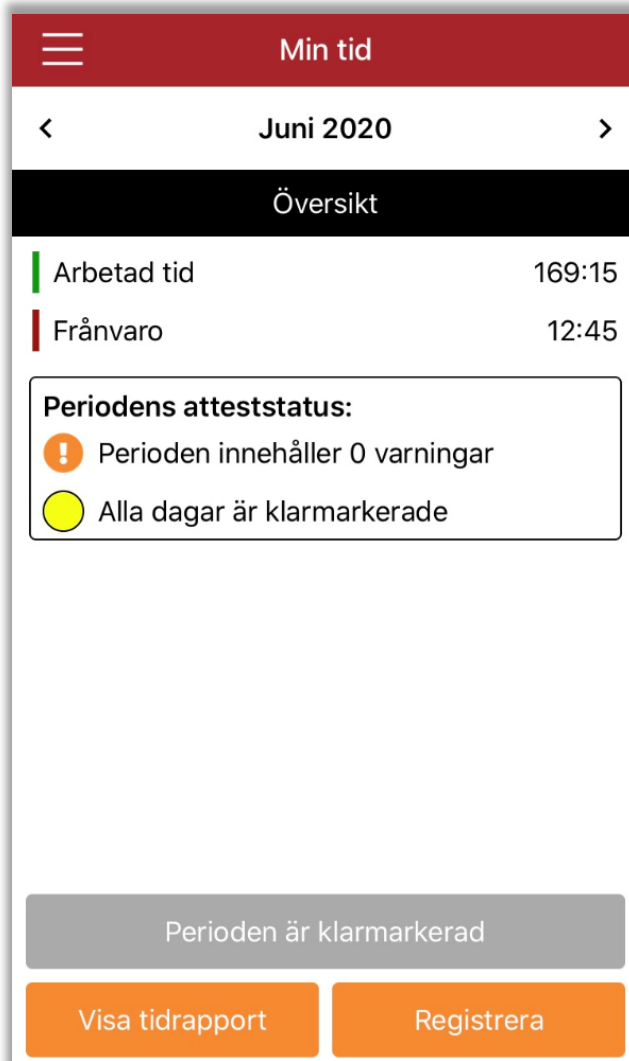 Min tid
Juni 2020
Översikt
Arbetad tid 169:15
Frånvaro 12:45
Periodens atteststatus:
Perioden innehåller 0 varningar
Alla dagar är klarmarkerade
Perioden är klarmarkerad
Visa tidrapport Registrera